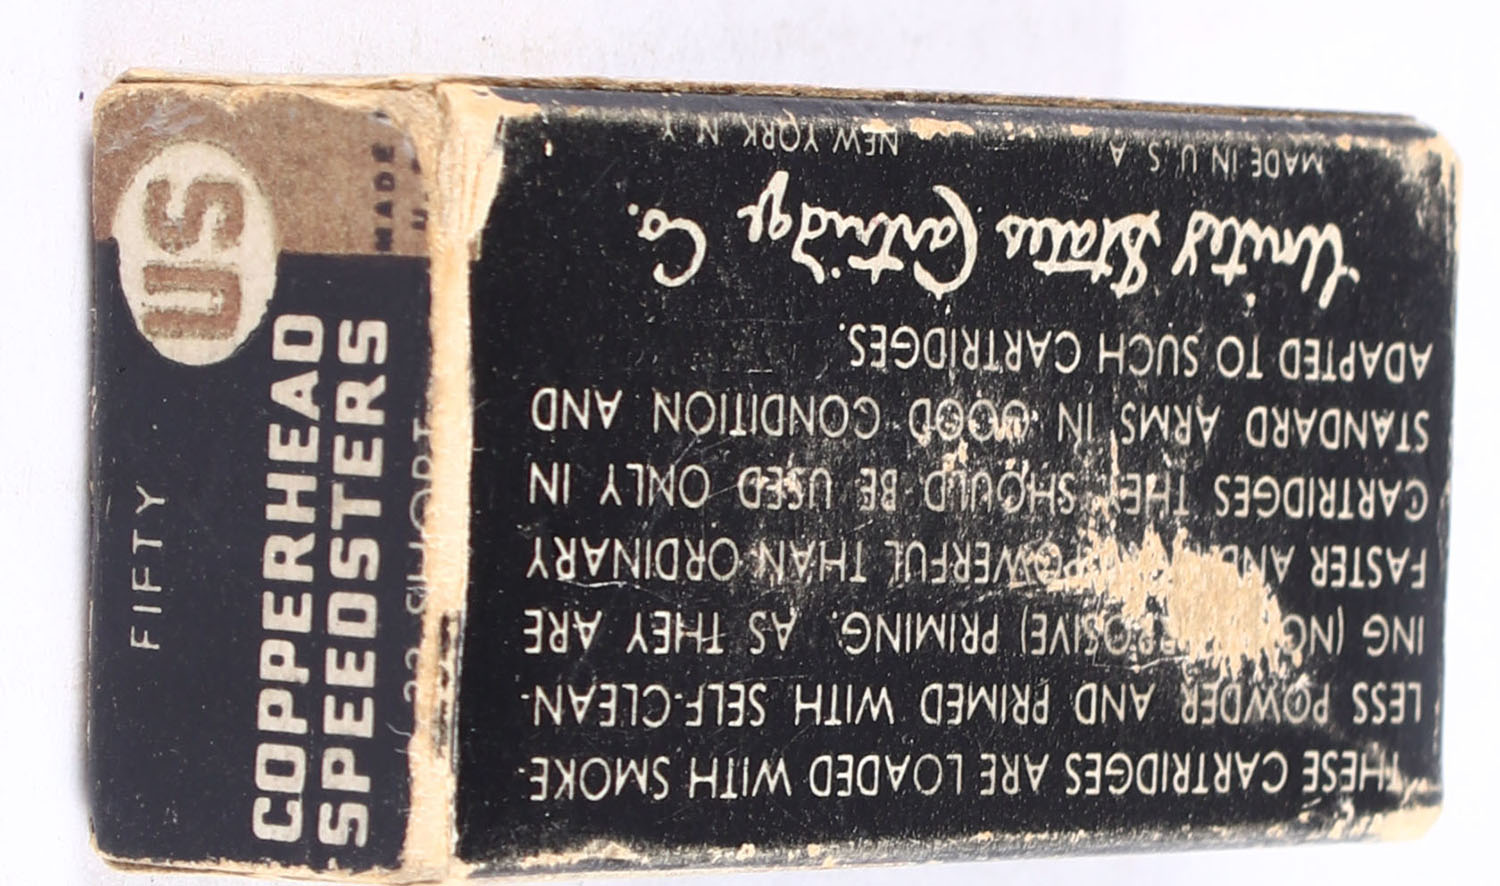 US
MADE
FIFTY
COPPERHEAD
SPEEDSTERS
22 SHORT
THESE CARTRIDGES ARE LOADED WITH SMOKE-
LESS POWDER AND PRIMED WITH SELF-CLEAN-
ING PRIMING. AS THEY ARE
FASTER AND POWERFUL THAN ORDINARY
CARTRIDGES THEY SHOULD BE USED ONLY IN
STANDARD ARMS IN GOOD CONDITION AND
ADAPTED TO SUCH CARTRIDGES.
United States Cartridge Co.
MADE IN U.S.A. NEW YORK N Y